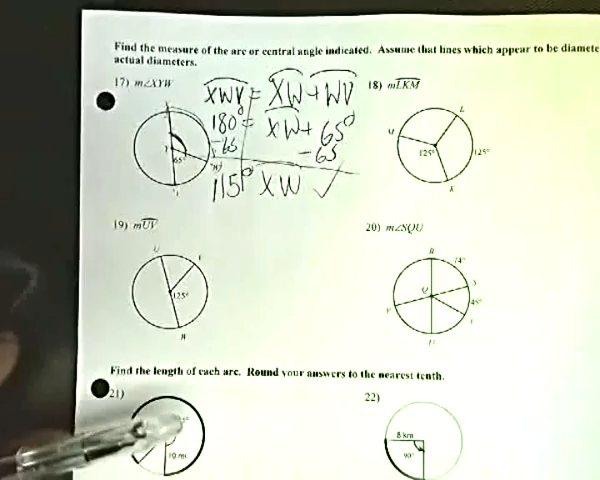 Find the measure of the arc or central angle indicated. Assume that lines which appear to be diamete
actual diameters.
17) m∠XYW
XWV = XW + WV
180° = XW + 65°
-65 -65
115° XW ✓
65°
18) mLKM
L
M
125°
125°
K
19) mUV
U
V
125°
W
20) m∠SQU
R
74°
S
Q
45°
Find the length of each arc. Round your answers to the nearest tenth.
21)
19 mi
22)
8 km
90°